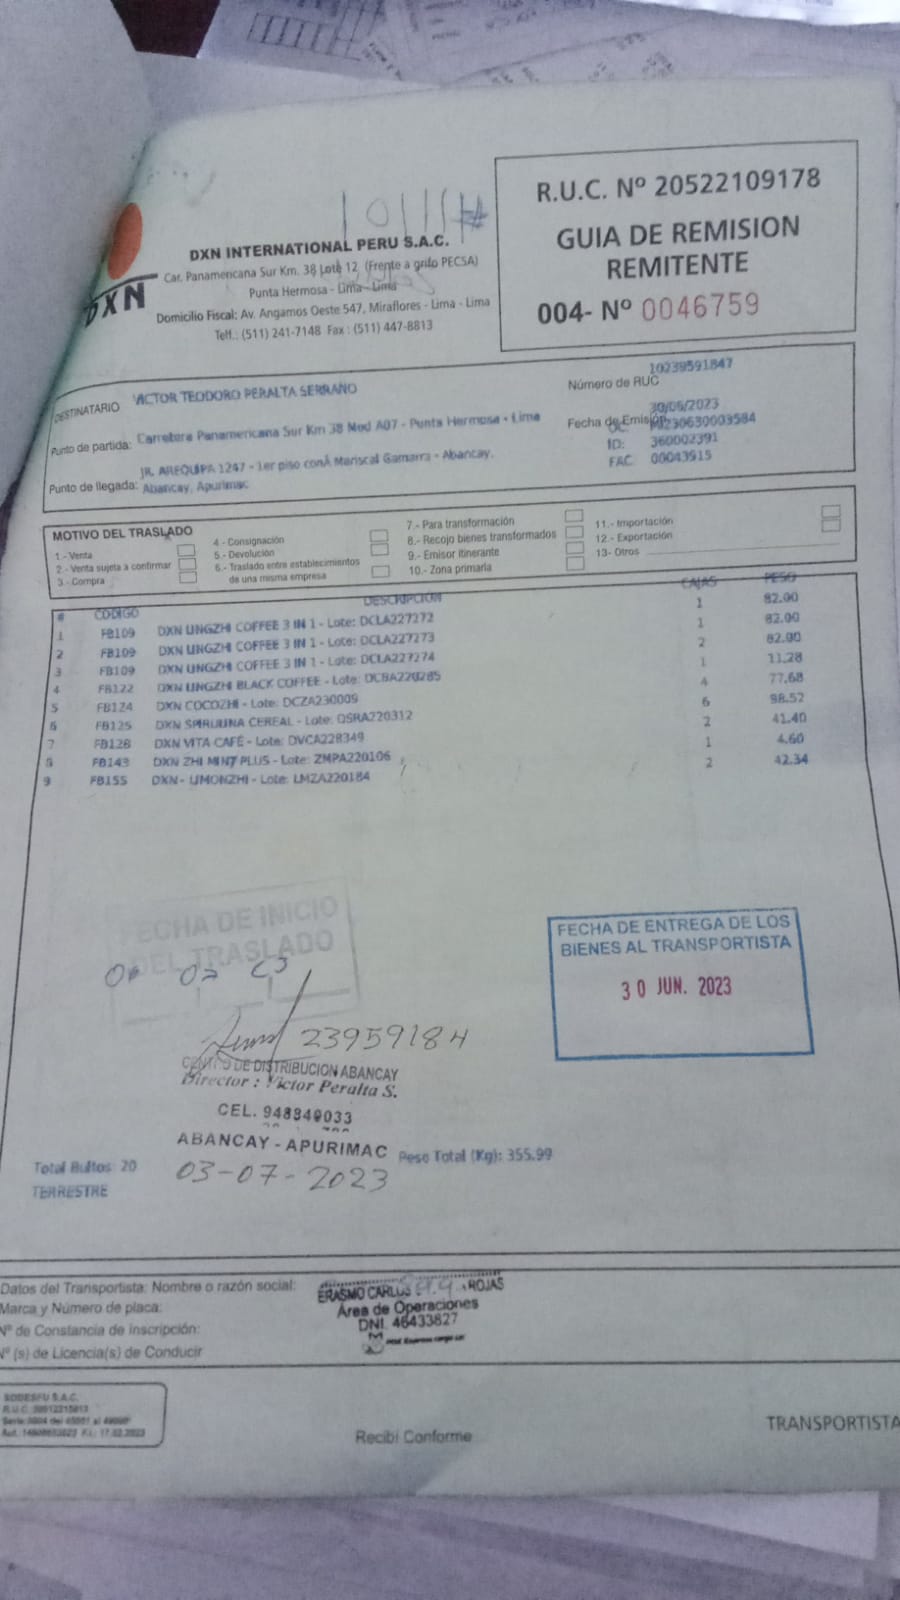 DXN
DXN INTERNATIONAL PERU S.A.C.
Car. Panamericana Sur Km. 38 Lote 12 (Frente a grifo PECSA)
Punta Hermosa - Lima - Lima
Domicilio Fiscal: Av. Angamos Oeste 547, Miraflores - Lima - Lima
Telf.: (511) 241-7148 Fax : (511) 447-8813
R.U.C. Nº 20522109178
GUIA DE REMISION
REMITENTE
004- Nº 0046759
DESTINATARIO VICTOR TEODORO PERALTA SERRANO
Número de RUC 10239591847
Punto de partida: Carretera Panamericana Sur Km 38 Mod A07 - Punta Hermosa - Lima
Fecha de Emisión 30/06/2023
20230630003584
ID: 360002391
FAC 00043915
Punto de llegada: JR. AREQUIPA 1247 - 1er piso conÂ Mariscal Gamarra - Abancay.
Abancay, Apurimac
MOTIVO DEL TRASLADO
1.- Venta
2.- Venta sujeta a confirmar
3.- Compra
4.- Consignación
5.- Devolución
6.- Traslado entre establecimientos
de una misma empresa
7.- Para transformación
8.- Recojo bienes transformados
9.- Emisor itinerante
10.- Zona primaria
11.- Importación
12.- Exportación
13- Otros
# CODIGO DESCRIPCION CAJAS PESO
1 FB109 DXN LINGZHI COFFEE 3 IN 1 - Lote: DCLA227272 1 82.00
2 FB109 DXN LINGZHI COFFEE 3 IN 1 - Lote: DCLA227273 1 82.00
3 FB109 DXN LINGZHI COFFEE 3 IN 1 - Lote: DCLA227274 2 82.00
4 FB122 DXN LINGZHI BLACK COFFEE - Lote: DCBA220285 1 11.28
5 FB124 DXN COCOZHI - Lote: DCZA230009 4 77.68
6 FB125 DXN SPIRULINA CEREAL - Lote: QSRA220312 6 98.52
7 FB128 DXN VITA CAFÉ - Lote: DVCA228349 2 41.40
8 FB143 DXN ZHI MINT PLUS - Lote: ZMPA220106 1 4.60
9 FB155 DXN- LIMONZHI - Lote: LMZA220184 2 42.34
FECHA DE INICIO
DEL TRASLADO
FECHA DE ENTREGA DE LOS
BIENES AL TRANSPORTISTA
30 JUN. 2023
23959184
CENTRO DE DISTRIBUCION ABANCAY
Director : Victor Peralta S.
CEL. 948349033
ABANCAY - APURIMAC
03-07-2023
Total Bultos: 20
Peso Total (Kg): 355.99
TERRESTRE
Datos del Transportista: Nombre o razón social:
Marca y Número de placa:
Nº de Constancia de inscripción:
Nº (s) de Licencia(s) de Conducir
ERASMO CARLOS ROJAS
Área de Operaciones
DNI. 46433827
Recibí Conforme
TRANSPORTISTA